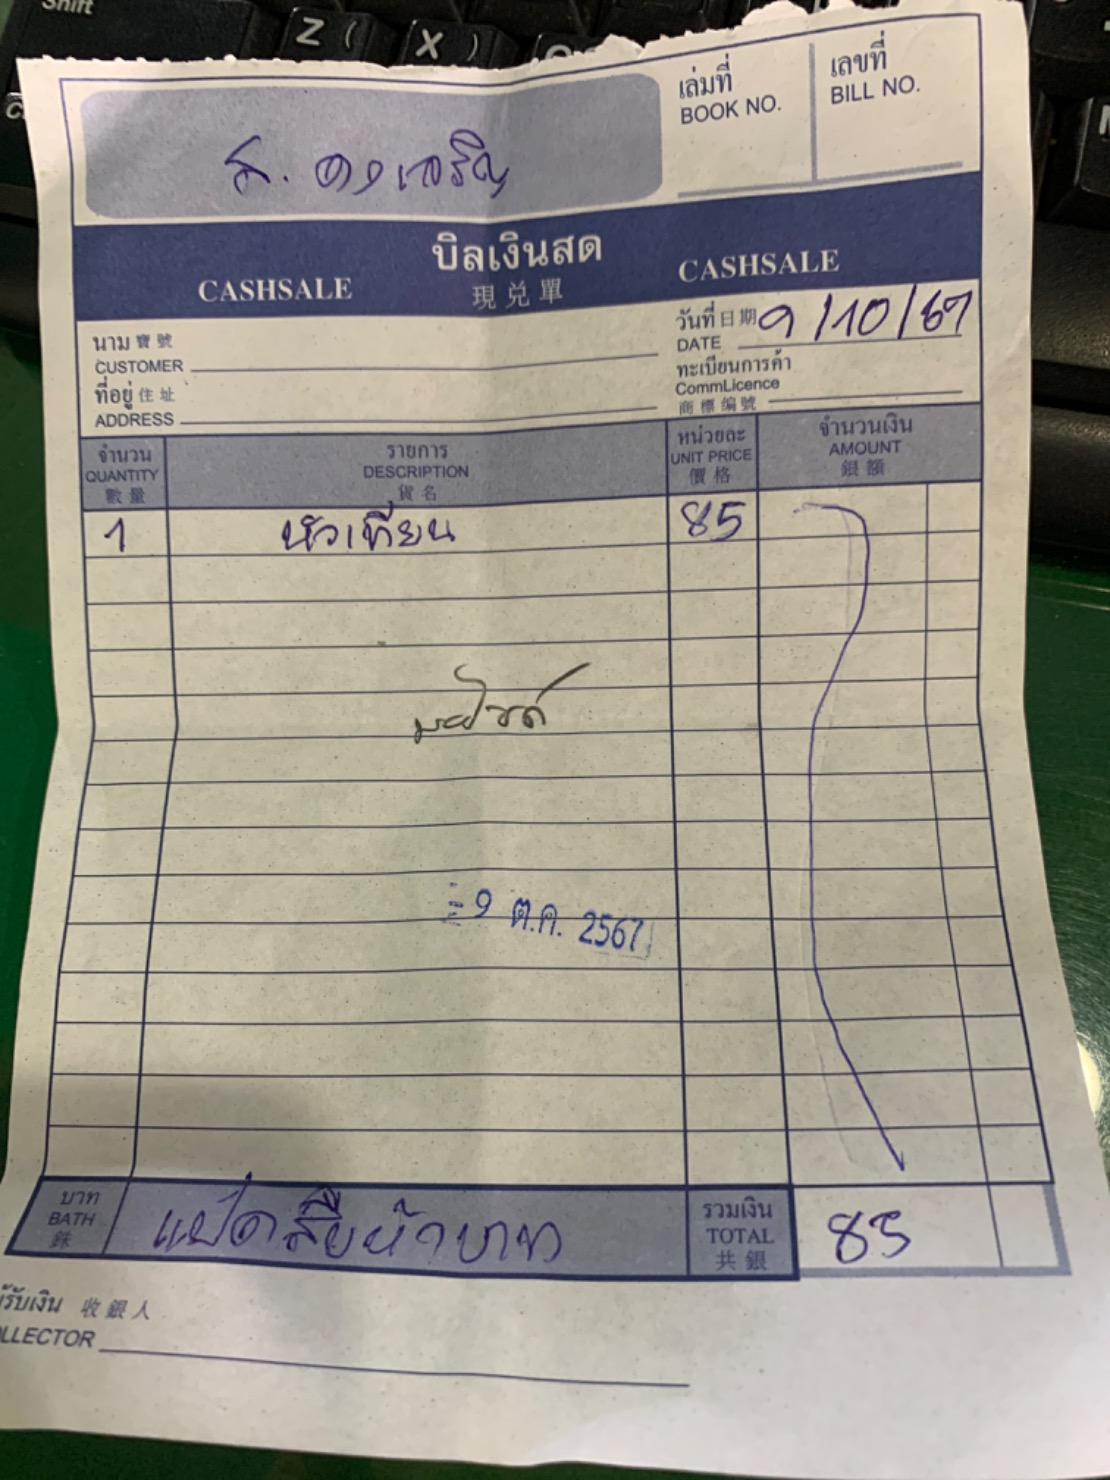 Shift
Z ( X )
เล่มที่ เลขที่
BOOK NO. BILL NO.
ร. คงเจริญ
บิลเงินสด
CASHSALE 現兌單 CASHSALE
นาม寶號
CUSTOMER
วันที่日期 9/10/67
DATE
ที่อยู่住址
ADDRESS
ทะเบียนการค้า
CommLicence
商標編號
จำนวน รายการ หน่วยละ จำนวนเงิน
QUANTITY DESCRIPTION UNIT PRICE AMOUNT
數量 貨名 價格 銀額
1 หัวเทียน 85
= 9 ต.ค. 2567
บาท
BATH
銖
แปดสิบห้าบาท
รวมเงิน
TOTAL
共銀
85
รับเงิน 收銀人
LLECTOR